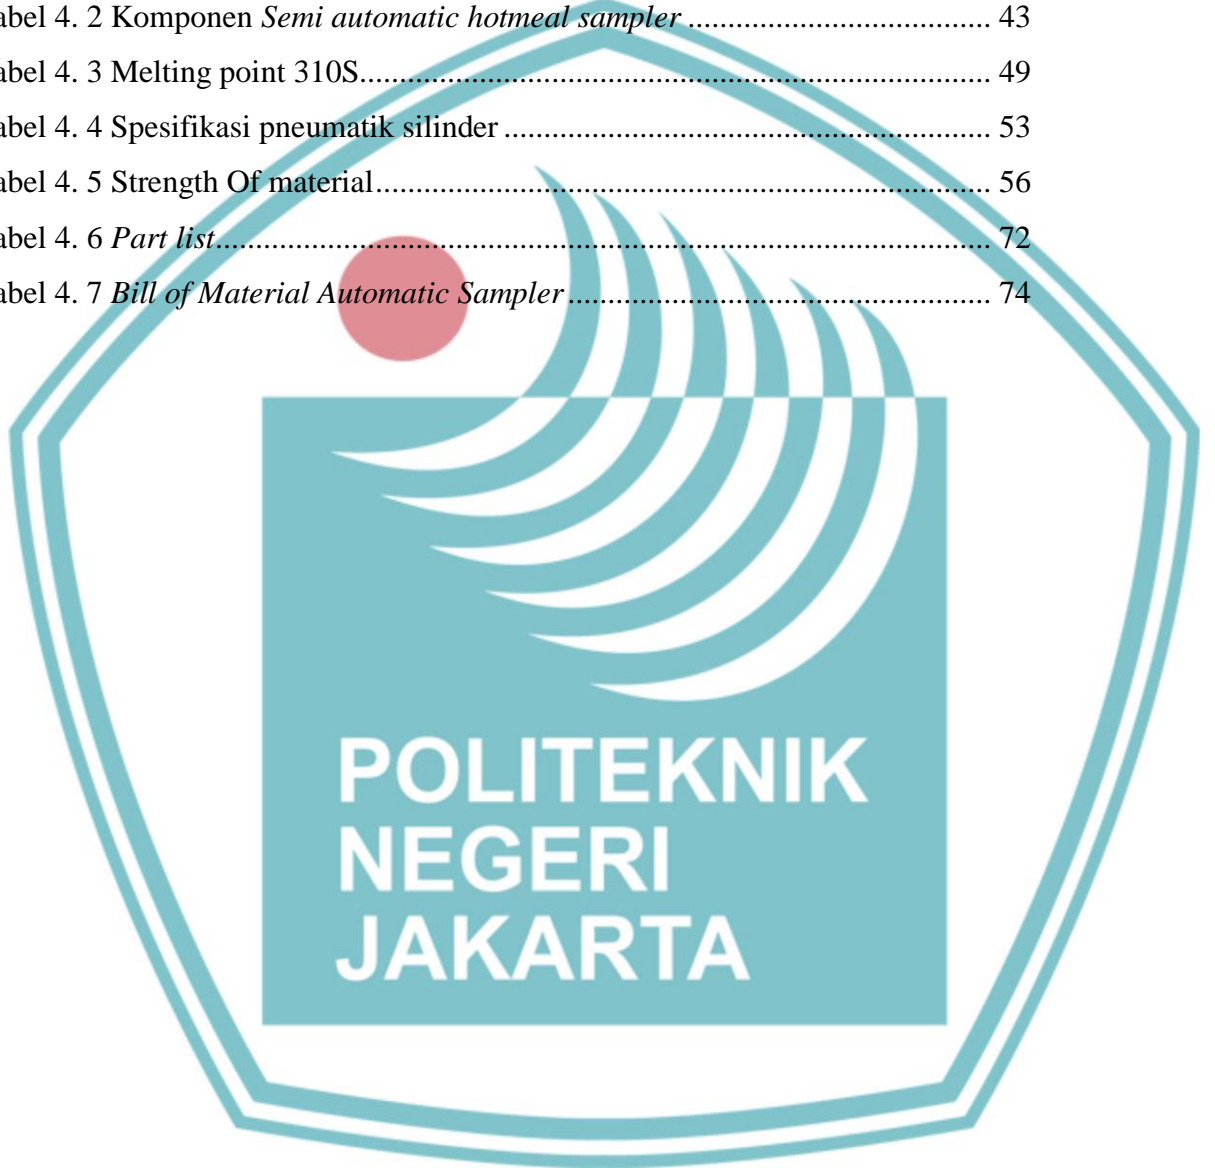 abel 4. 2 Komponen Semi automatic hotmeal sampler ...................................... 43
abel 4. 3 Melting point 310S............................................................................... 49
abel 4. 4 Spesifikasi pneumatik silinder ............................................................. 53
abel 4. 5 Strength Of material............................................................................. 56
abel 4. 6 Part list................................................................................................. 72
abel 4. 7 Bill of Material Automatic Sampler ..................................................... 74
POLITEKNIK
NEGERI
JAKARTA